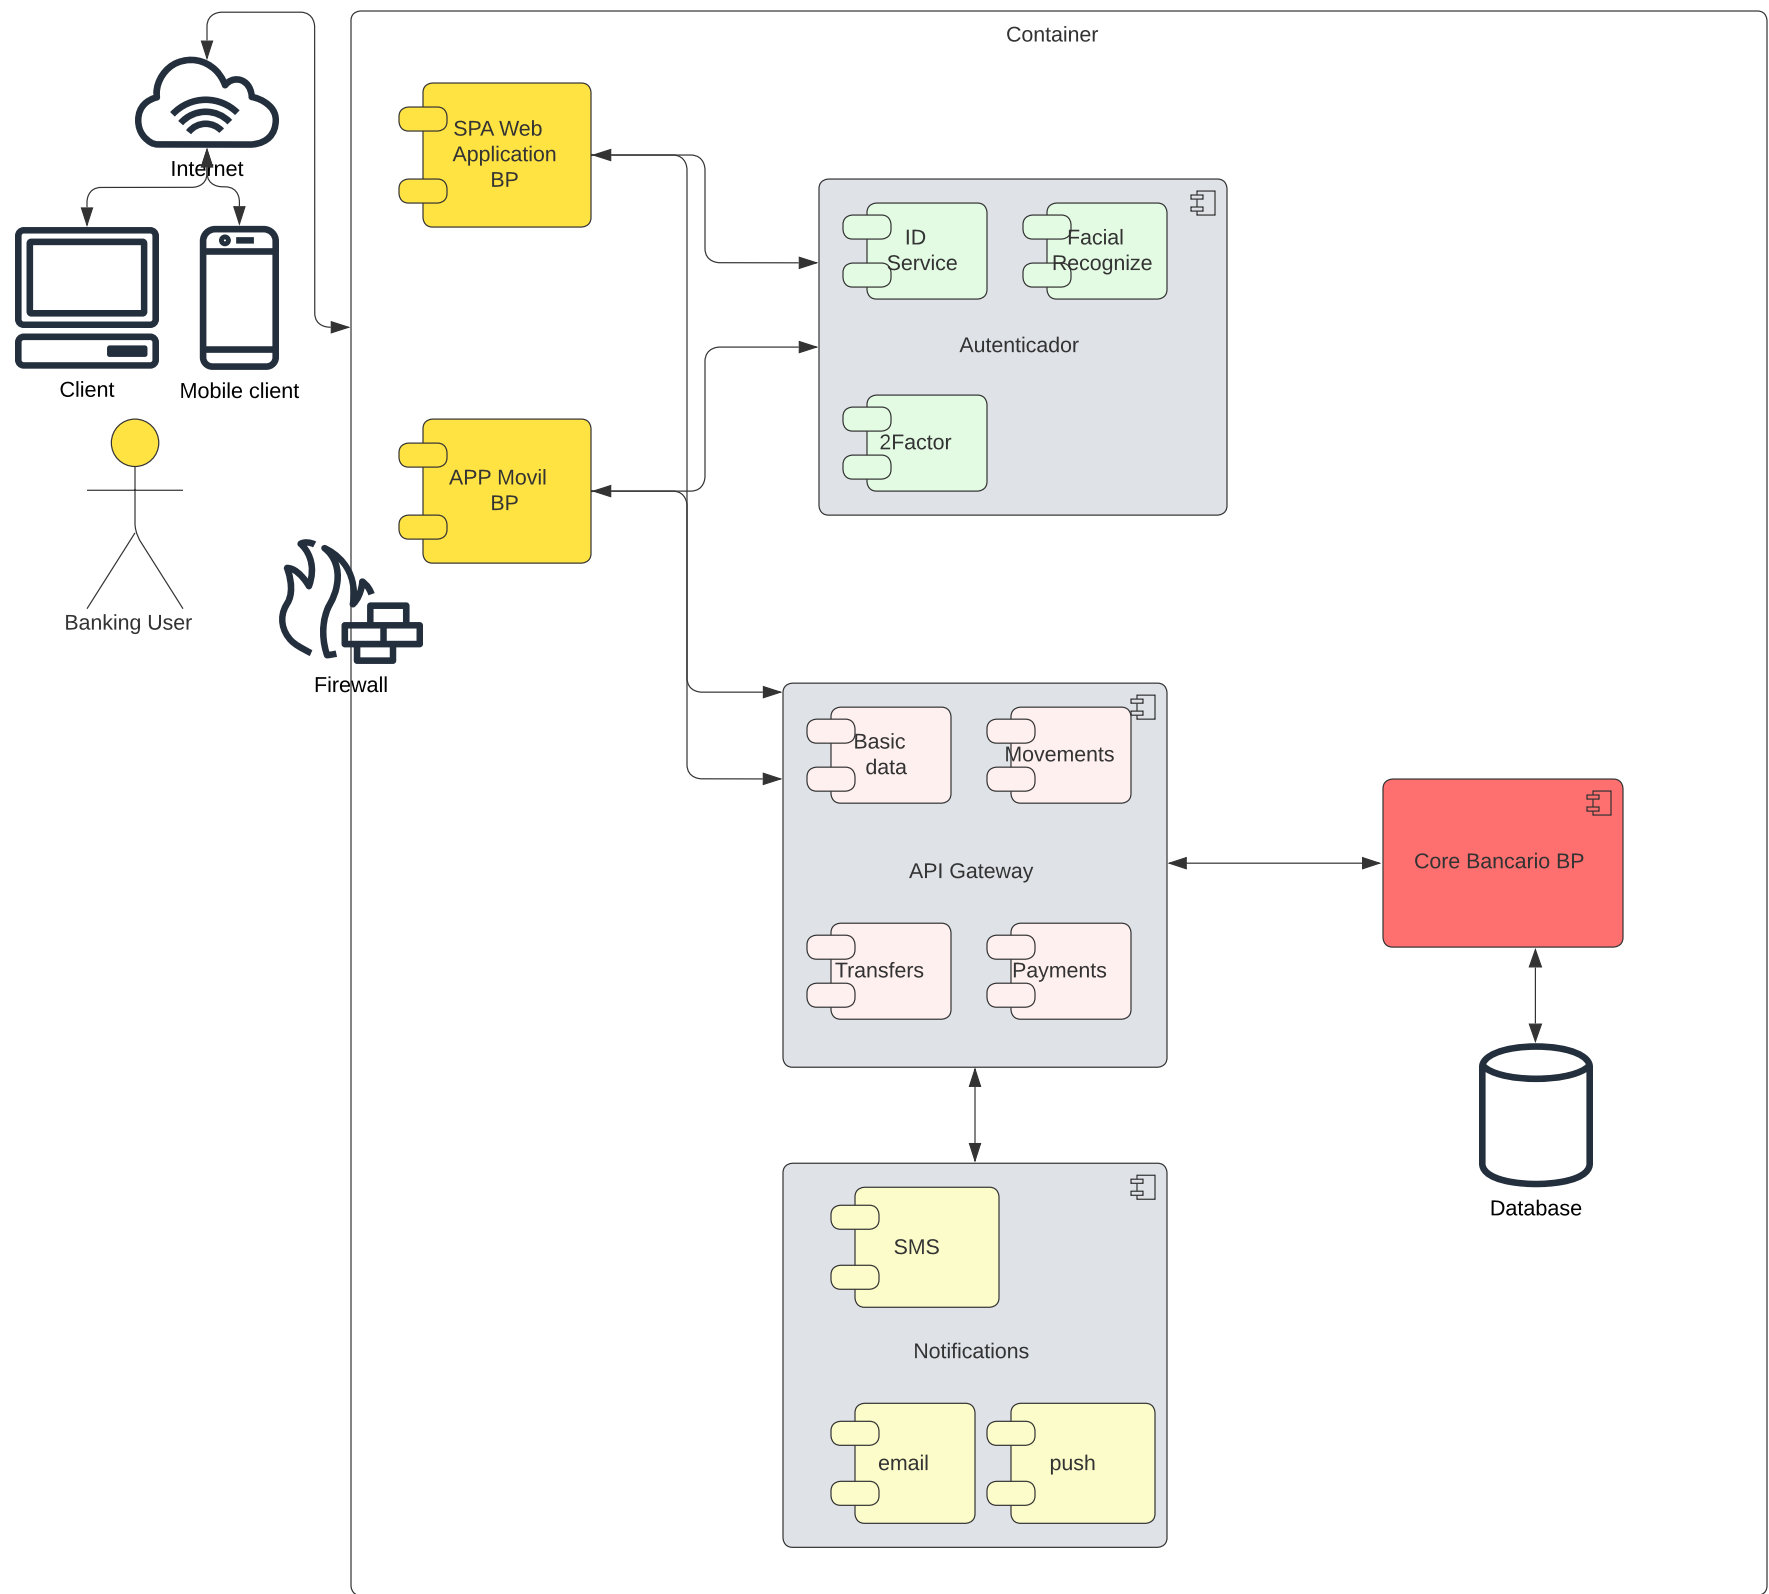 Container
Internet
Client
Mobile client
Banking User
Firewall
SPA Web
Application
BP
APP Movil
BP
ID
Service
Facial
Recognize
Autenticador
2Factor
Basic
data
Movements
API Gateway
Transfers
Payments
Core Bancario BP
Database
SMS
Notifications
email
push